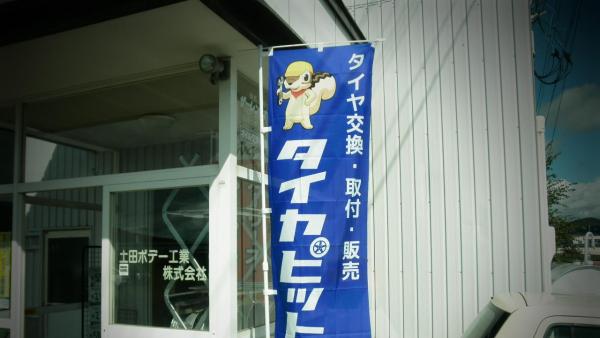 タイヤ交換・取付・販売
タイヤピット
土田ボデー工業
株式会社